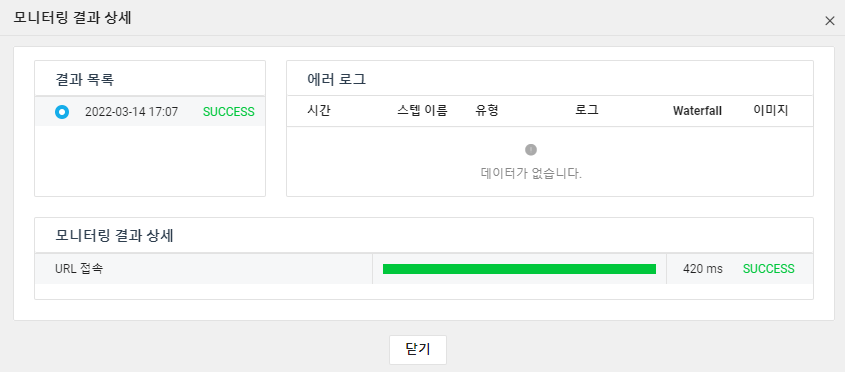 모니터링 결과 상세
결과 목록
2022-03-14 17:07 SUCCESS
에러 로그
시간 스텝 이름 유형 로그 Waterfall 이미지
데이터가 없습니다.
모니터링 결과 상세
URL 접속 420 ms SUCCESS
닫기